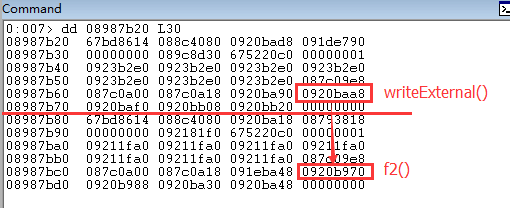 Command
0:007> dd 08987b20 L30
08987b20 67bd8614 088c4080 0920bad8 091de790
08987b30 00000000 089c8d30 675220c0 00000001
08987b40 0923b2e0 0923b2e0 0923b2e0 0923b2e0
08987b50 0923b2e0 0923b2e0 0923b2e0 087c09e8
08987b60 087c0a00 087c0a18 0920ba90 0920baa8 writeExternal()
08987b70 0920baf0 0920bb08 0920bb20 00000000
08987b80 67bd8614 088c4080 0920ba18 08793818
08987b90 00000000 092181f0 675220c0 00000001
08987ba0 09211fa0 09211fa0 09211fa0 09211fa0
08987bb0 09211fa0 09211fa0 09211fa0 087c09e8
08987bc0 087c0a00 087c0a18 091eba48 0920b970 f2()
08987bd0 0920b988 0920ba30 0920ba48 00000000